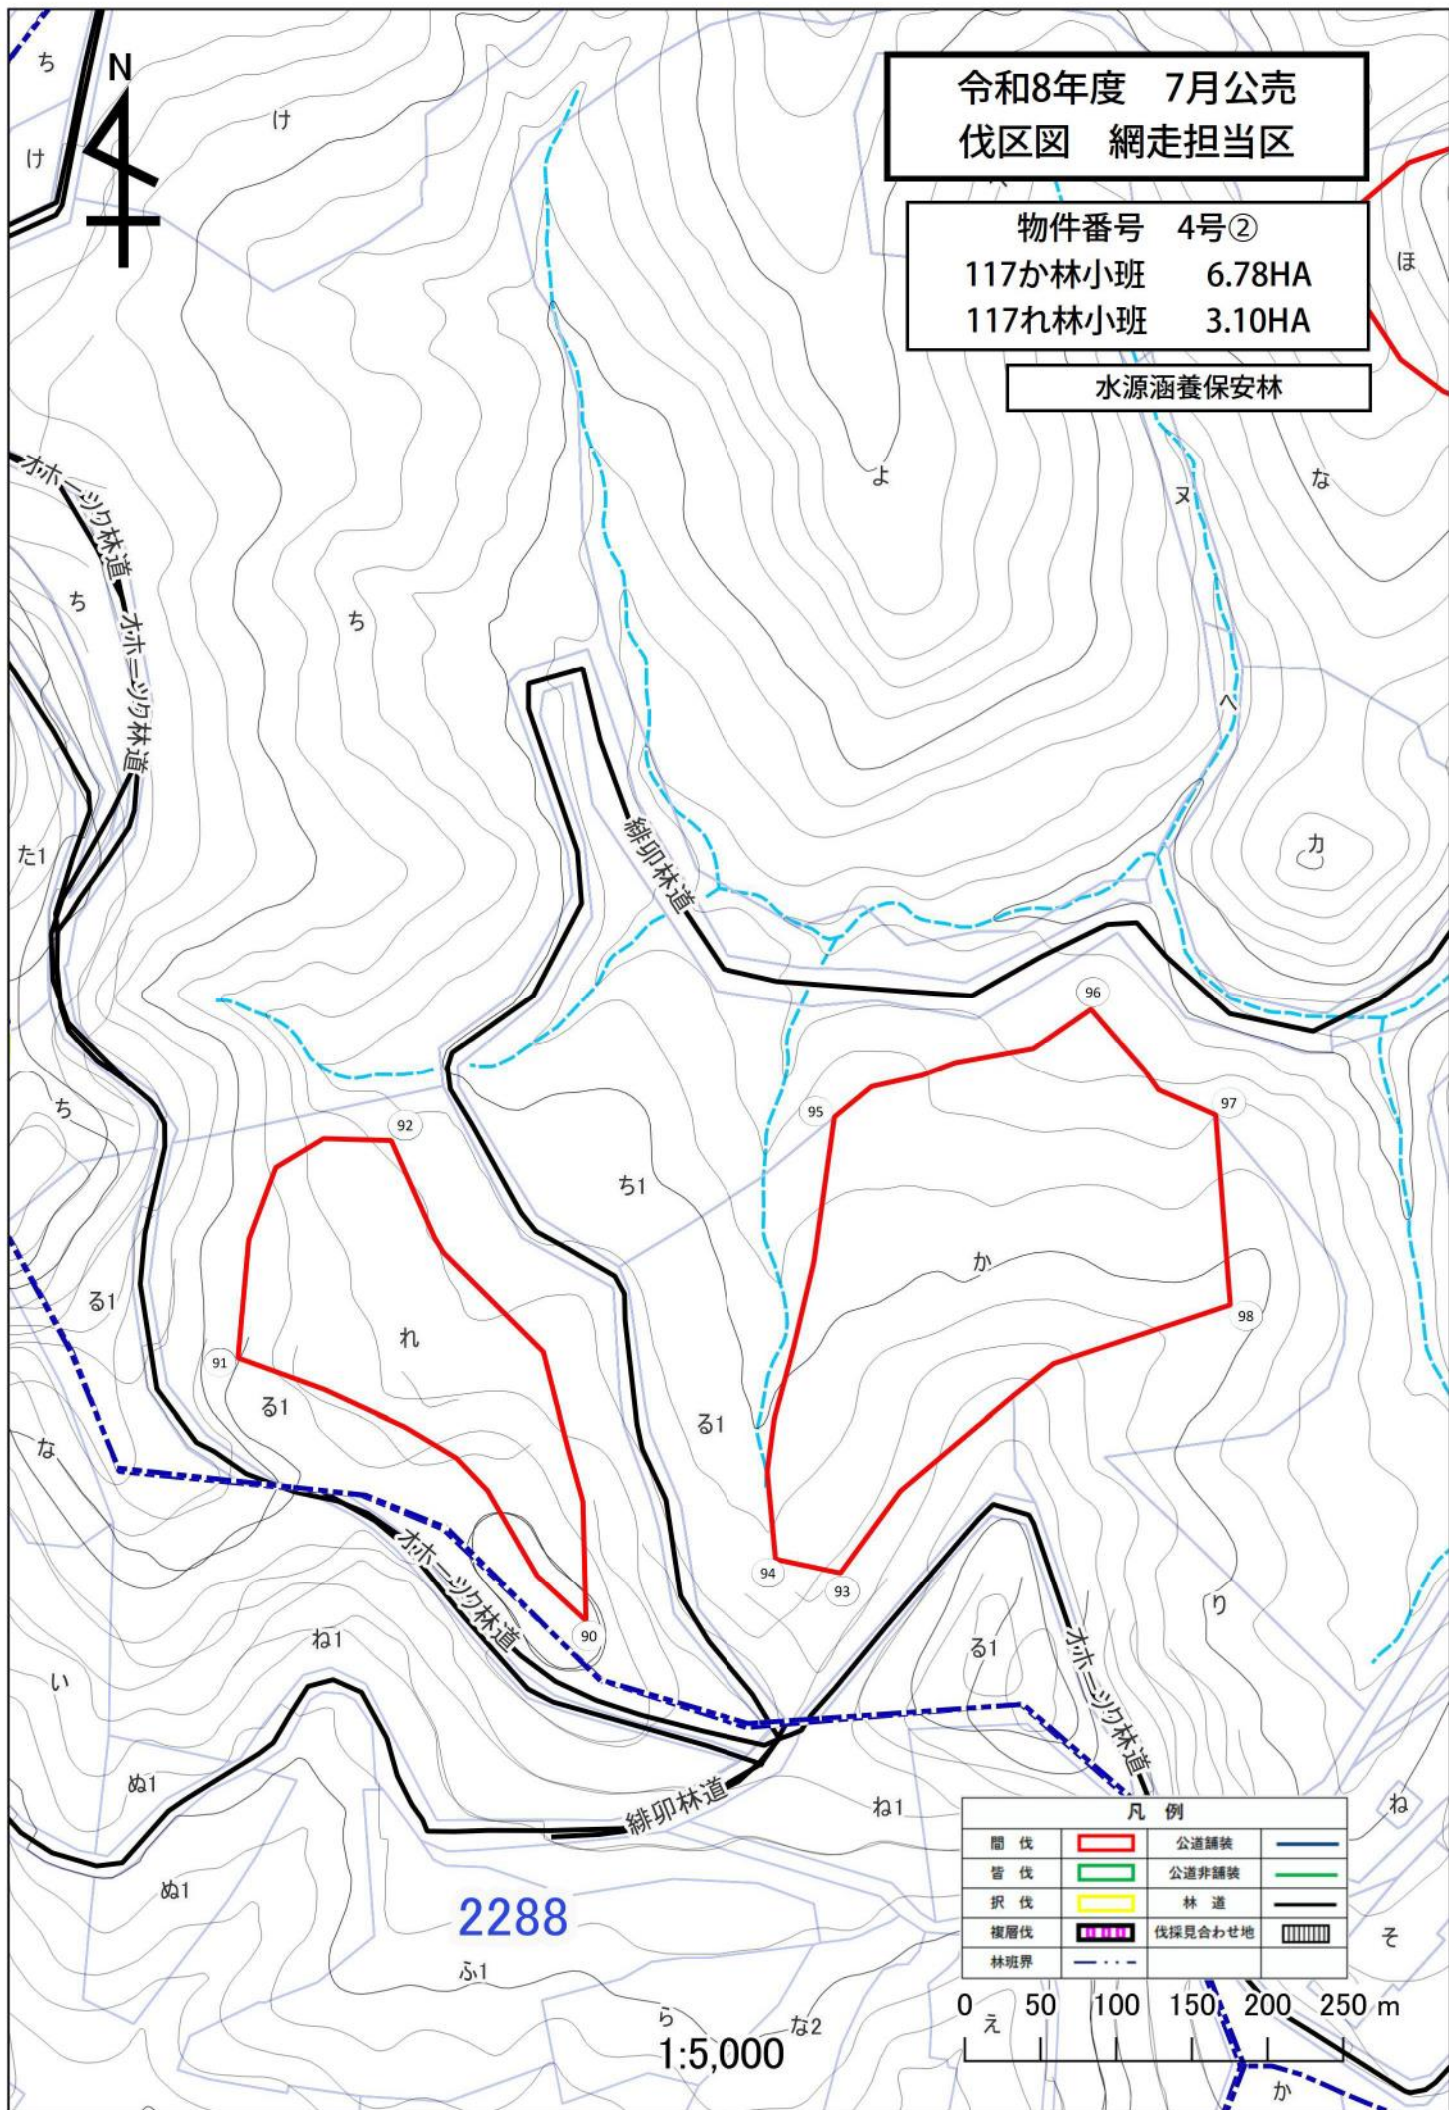 令和8年度　7月公売
伐区図　網走担当区
物件番号　4号②
117か林小班　6.78HA
117れ林小班　3.10HA
水源涵養保安林
N
ち
け
け
ほ
よ
ヌ
な
オホーツク林道
オホーツク林道
ち
ち
ヘ
た1
カ
緋卯林道
96
95
97
92
ち
ち1
か
98
る1
れ
91
る1
る1
な
94
93
90
オホーツク林道
り
ね1
る1
オホーツク林道
い
ぬ1
緋卯林道
ね1
ね
ぬ1
2288
ふ1
そ
凡　例
間　伐　公道舗装
皆　伐　公道非舗装
択　伐　林　道
複層伐　伐採見合わせ地
林班界
0 50 100 150 200 250 m
え
ら
な2
1:5,000
か